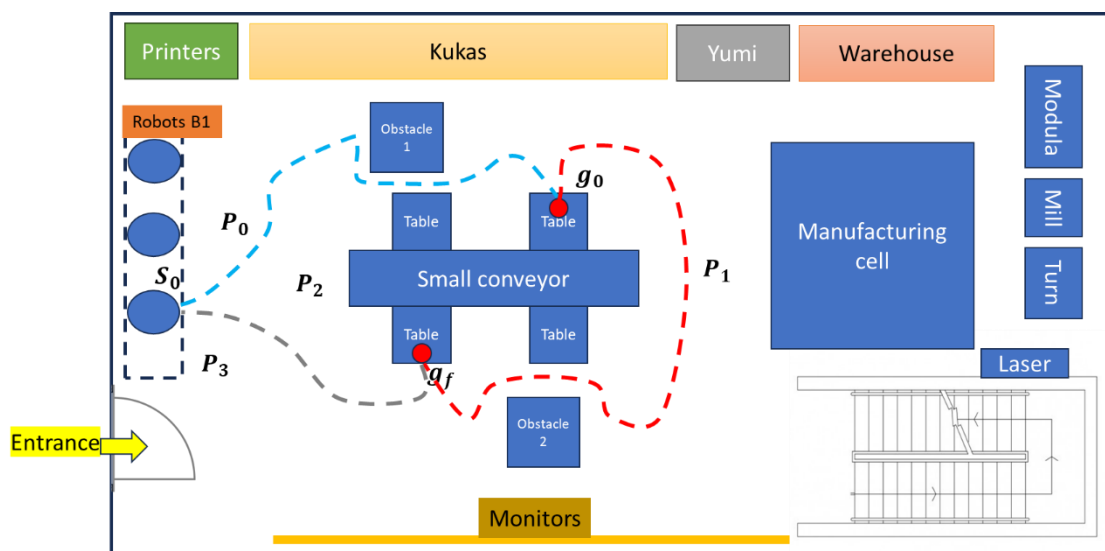 Printers
Kukas
Yumi
Warehouse
Modula
Robots B1
Obstacle
1
g₀
Mill
P₀
Table
Table
Manufacturing
cell
S₀
P₂
Small conveyor
P₁
Turn
Table
Table
P₃
g_f
Laser
Obstacle
2
Entrance
Monitors